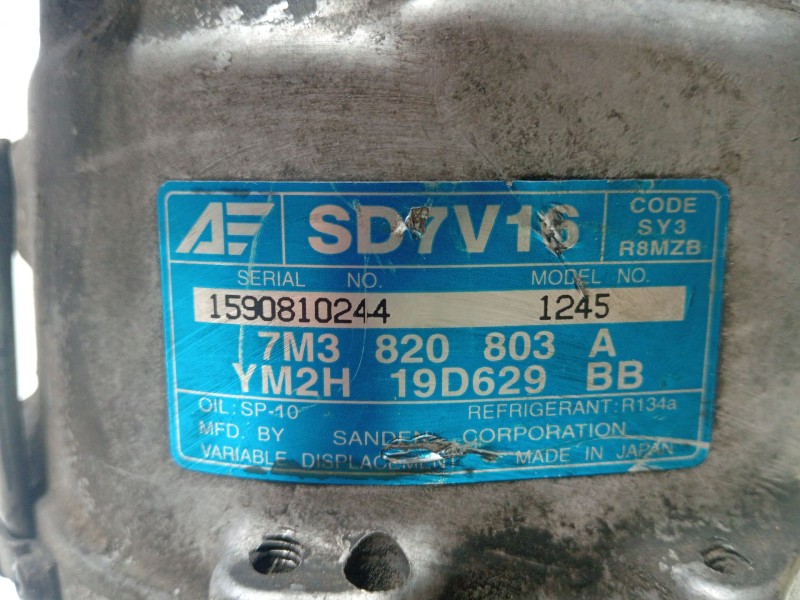 AE SD7V16 CODE
SY3
R8MZB
SERIAL NO. MODEL NO.
1590810244 1245
7M3 820 803 A
YM2H 19D629 BB
OIL: SP-10 REFRIGERANT: R134a
MFD. BY SANDEN CORPORATION
VARIABLE DISPLACEMENT MADE IN JAPAN